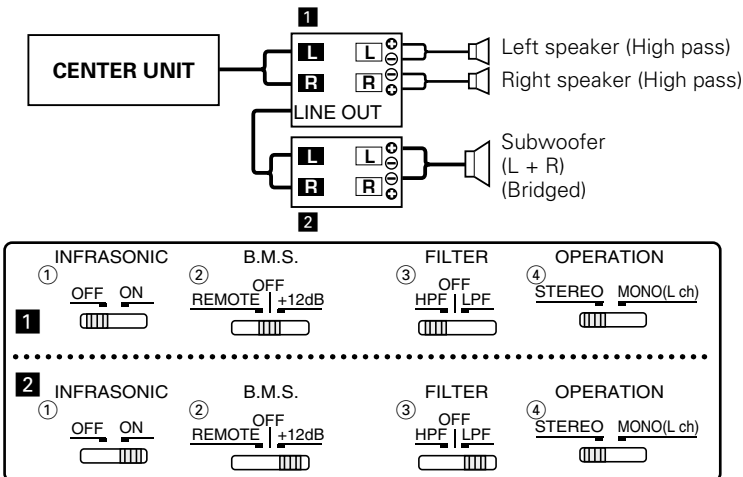 1
CENTER UNIT
L L ⊕ ⊖ Left speaker (High pass)
R R ⊖ ⊕ Right speaker (High pass)
LINE OUT
L L ⊕ ⊖ Subwoofer
(L + R)
R R ⊖ ⊕ (Bridged)
2
INFRASONIC B.M.S. FILTER OPERATION
① ② OFF ③ OFF ④
OFF ON REMOTE +12dB HPF LPF STEREO MONO(L ch)
1
2 INFRASONIC B.M.S. FILTER OPERATION
① ② OFF ③ OFF ④
OFF ON REMOTE +12dB HPF LPF STEREO MONO(L ch)